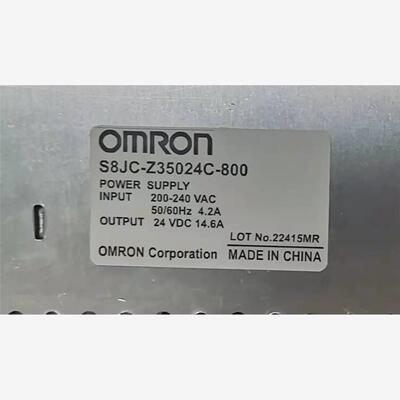 OMRON
S8JC-Z35024C-800
POWER SUPPLY
INPUT 200-240 VAC
50/60Hz 4.2A
OUTPUT 24 VDC 14.6A
LOT No.22415MR
OMRON Corporation MADE IN CHINA